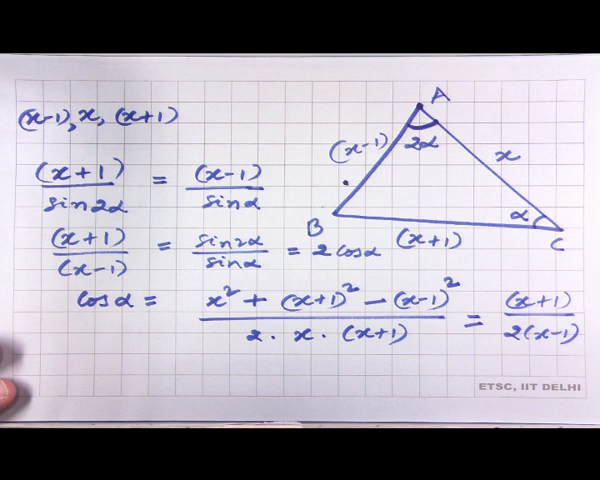 (x-1), x, (x+1)
(x+1)/sin2α = (x-1)/sinα
(x+1)/(x-1) = sin2α/sinα = 2cosα
cosα = x² + (x+1)² - (x-1)²/2 · x · (x+1) = (x+1)/2(x-1)
A
2α
(x-1)
x
B
(x+1)
α
C
ETSC, IIT DELHI